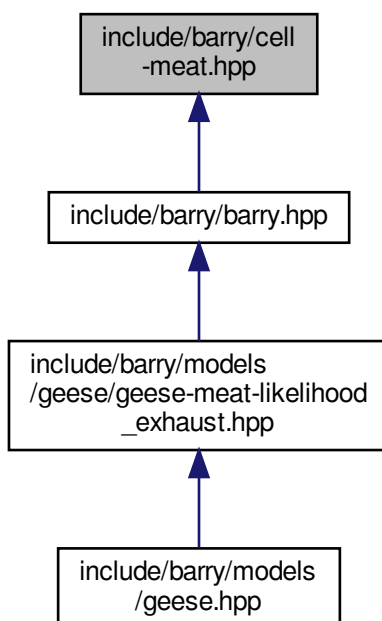 include/barry/cell
-meat.hpp
include/barry/barry.hpp
include/barry/models
/geese/geese-meat-likelihood
_exhaust.hpp
include/barry/models
/geese.hpp